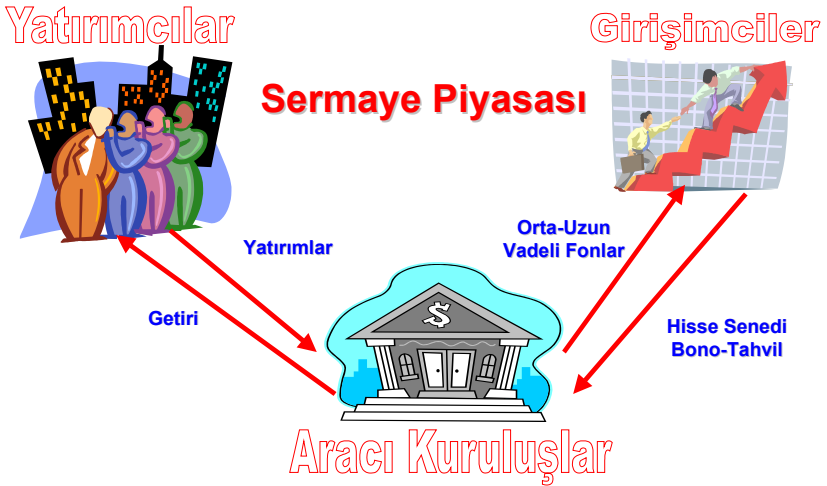 Yatırımcılar
Girişimciler
Sermaye Piyasası
Yatırımlar
Orta-Uzun
Vadeli Fonlar
Getiri
Hisse Senedi
Bono-Tahvil
$
Aracı Kuruluşlar